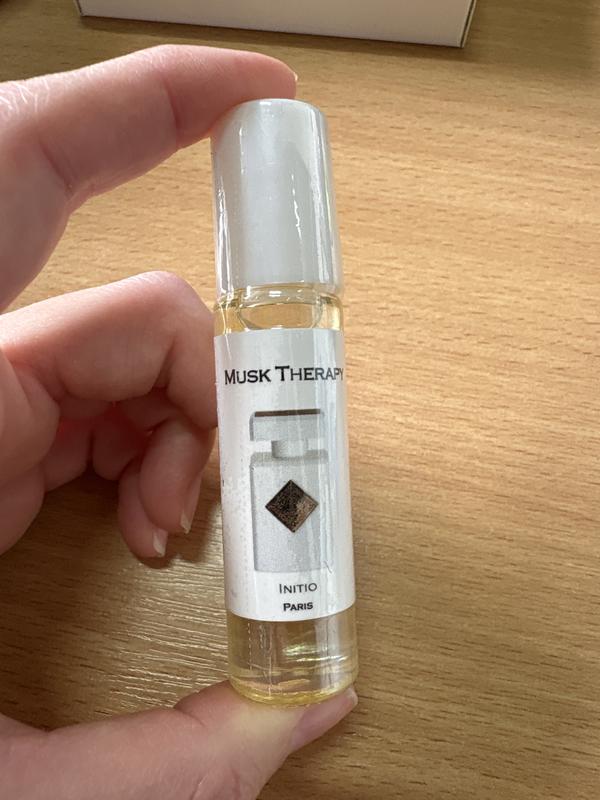 Musk Therapy
Initio
Paris